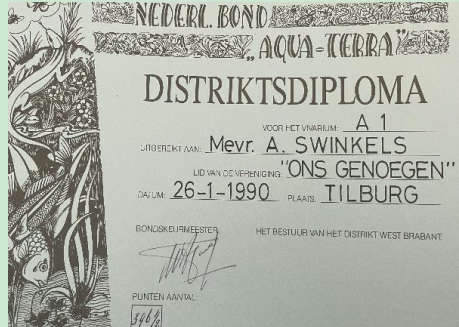 NEDERL. BOND
„AQUA-TERRA”
DISTRIKTSDIPLOMA
VOOR HET VIVARIUM: A 1
UITGEREIKT AAN: Mevr. A. SWINKELS
LID VAN DE VERENIGING: "ONS GENOEGEN"
DATUM: 26-1-1990 PLAATS: TILBURG
BONDSKEURMEESTER, HET BESTUUR VAN HET DISTRIKT WEST BRABANT:
PUNTEN AANTAL: